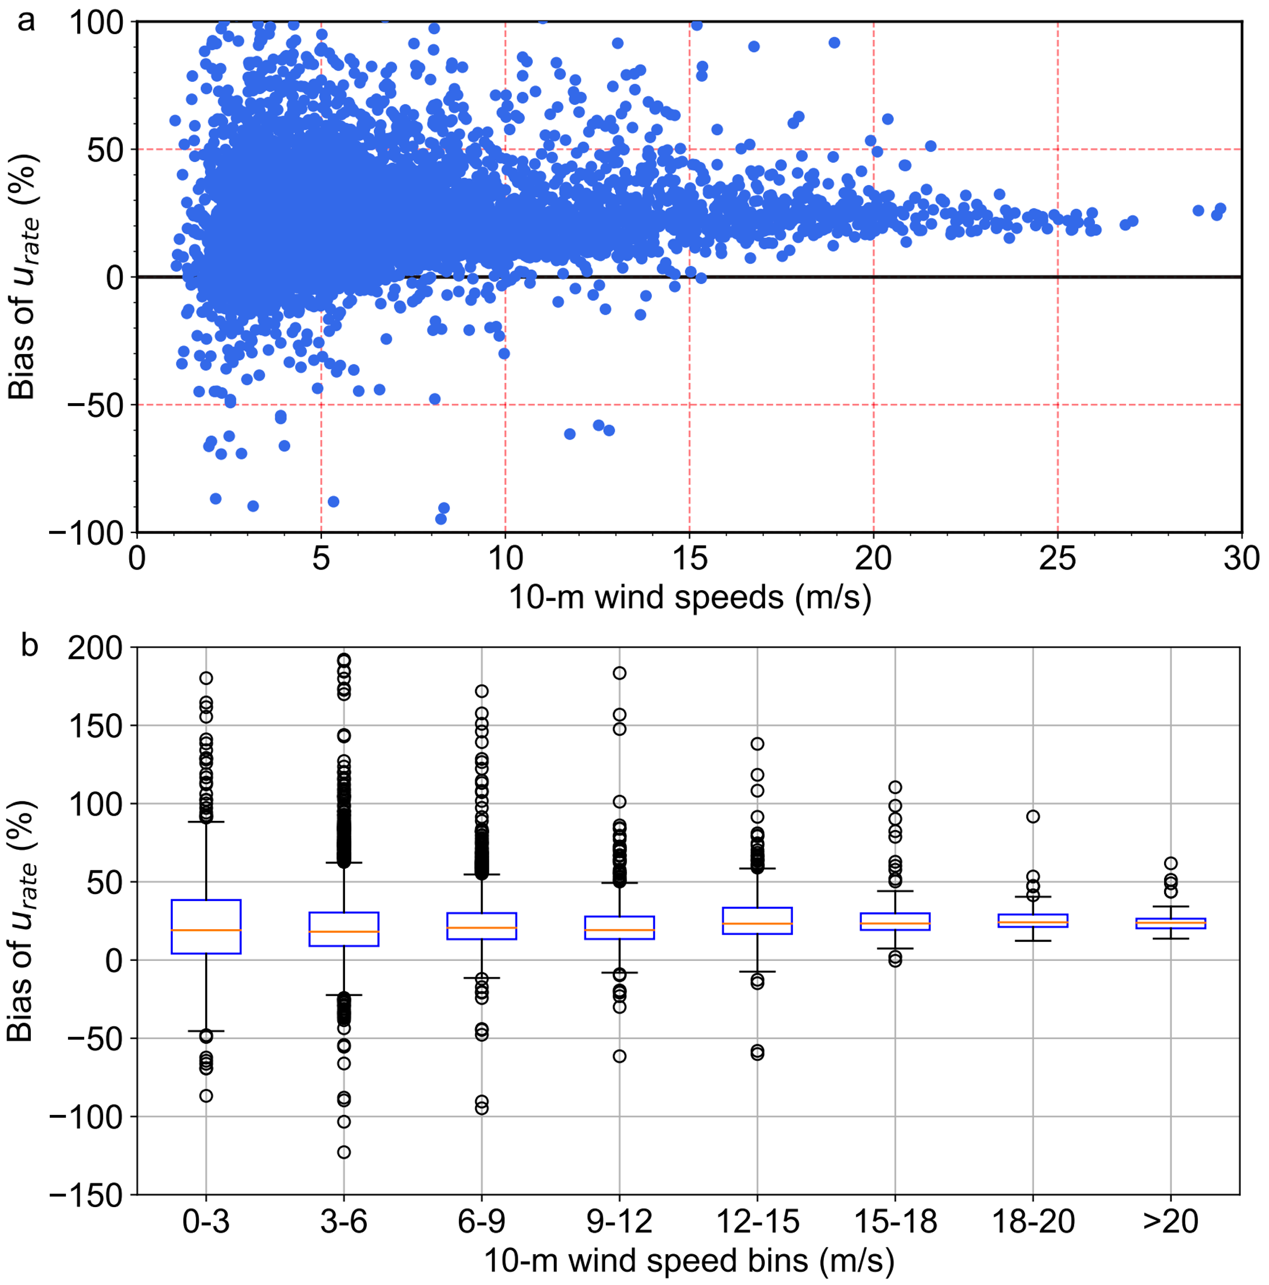 a
100
50
0
−50
−100
Bias of u_rate (%)
0 5 10 15 20 25 30
10-m wind speeds (m/s)
b
200
150
100
50
0
−50
−100
−150
Bias of u_rate (%)
0-3 3-6 6-9 9-12 12-15 15-18 18-20 >20
10-m wind speed bins (m/s)